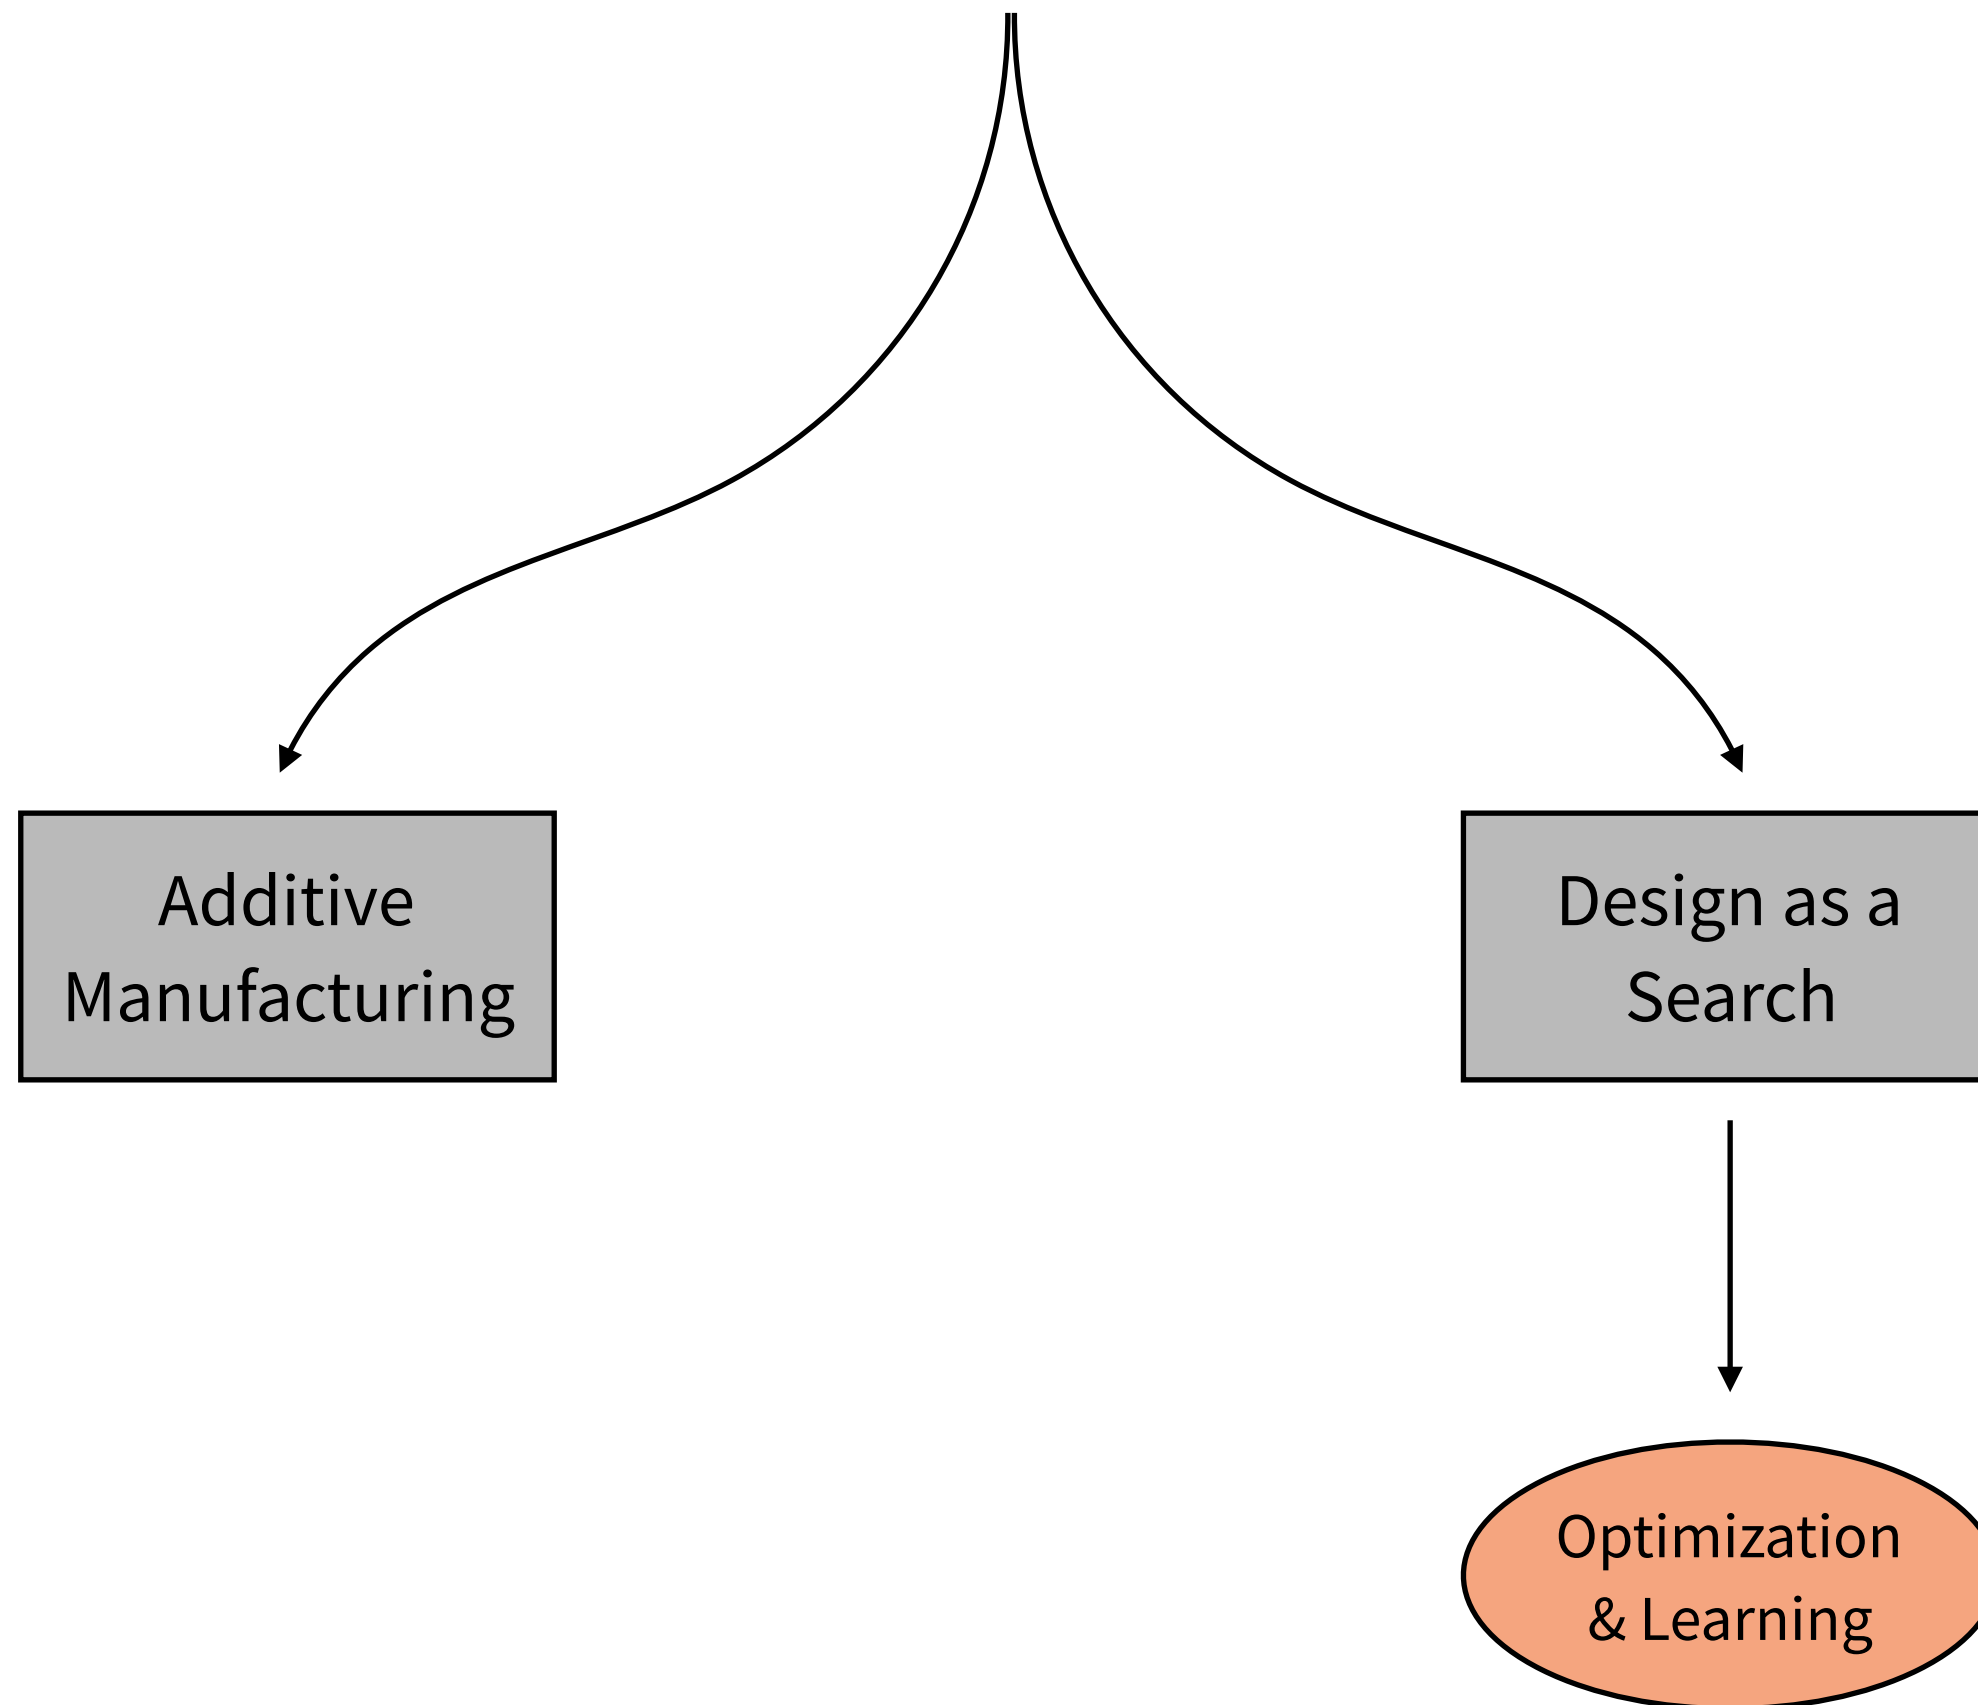 Additive
Manufacturing
Design as a
Search
Optimization
& Learning